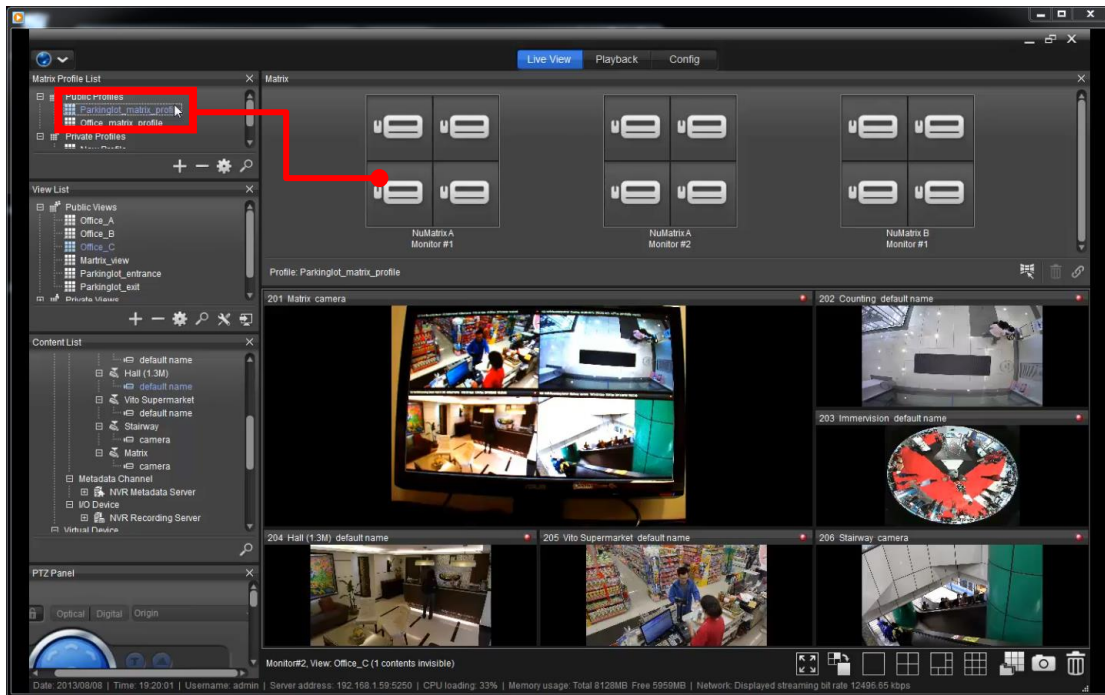 Live View Playback Config
Matrix Profile List
Public Profiles
Parkinglot_matrix_profile
Office_matrix_profile
Private Profiles
New Profile
View List
Public Views
Office_A
Office_B
Office_C
Martrix_view
Parkinglot_entrance
Parkinglot_exit
Private Views
Content List
default name
Hall (1.3M)
default name
Vito Supermarket
default name
Stairway
camera
Matrix
camera
Metadata Channel
NVR Metadata Server
I/O Device
NVR Recording Server
Virtual Device
PTZ Panel
Optical Digital Origin
Matrix
NuMatrix A
Monitor #1
NuMatrix A
Monitor #2
NuMatrix B
Monitor #1
Profile: Parkinglot_matrix_profile
201 Matrix camera
202 Counting default name
203 Immervision default name
204 Hall (1.3M) default name
205 Vito Supermarket default name
206 Stairway camera
Monitor#2, View: Office_C (1 contents invisible)
Date: 2013/08/08 | Time: 19:20:01 | Username: admin | Server address: 192.168.1.59:5250 | CPU loading: 33% | Memory usage: Total 8128MB Free 5959MB | Network: Displayed streaming bit rate 12496.65 kbps